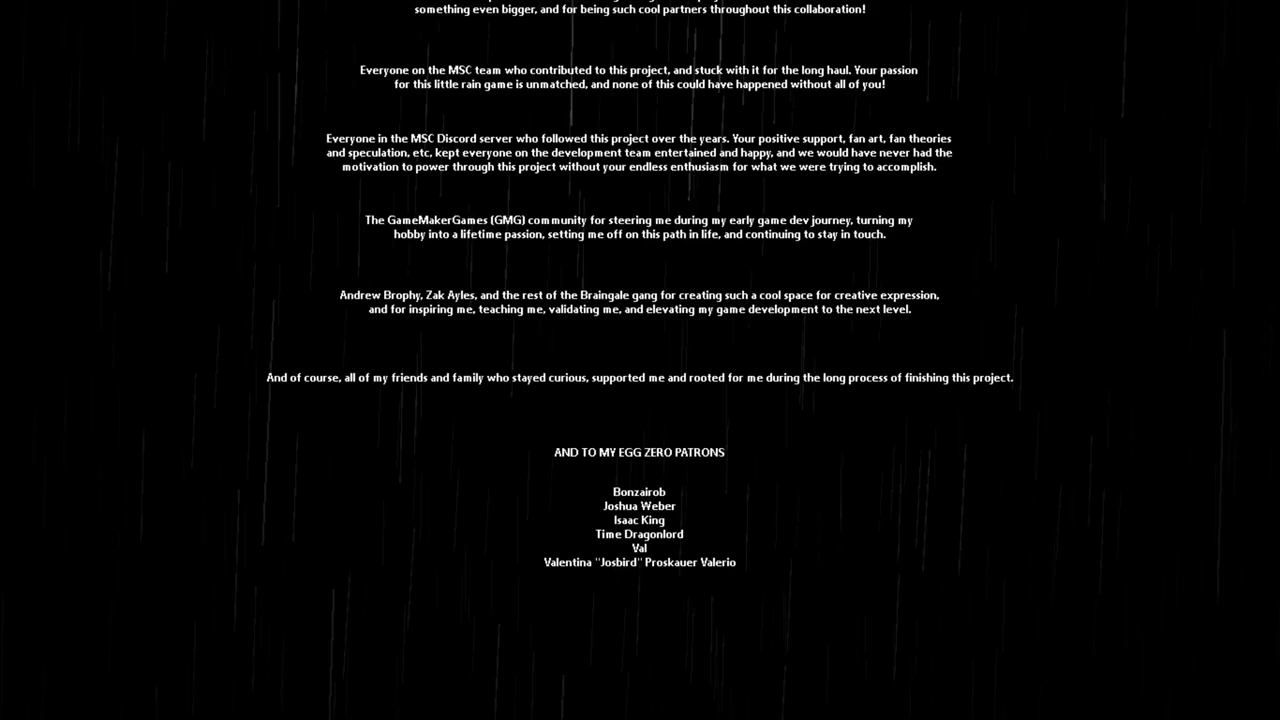 something even bigger, and for being such cool partners throughout this collaboration!
Everyone on the MSC team who contributed to this project, and stuck with it for the long haul. Your passion
for this little rain game is unmatched, and none of this could have happened without all of you!
Everyone in the MSC Discord server who followed this project over the years. Your positive support, fan art, fan theories
and speculation, etc, kept everyone on the development team entertained and happy, and we would have never had the
motivation to power through this project without your endless enthusiasm for what we were trying to accomplish.
The GameMakerGames (GMG) community for steering me during my early game dev journey, turning my
hobby into a lifetime passion, setting me off on this path in life, and continuing to stay in touch.
Andrew Brophy, Zak Ayles, and the rest of the Braingale gang for creating such a cool space for creative expression,
and for inspiring me, teaching me, validating me, and elevating my game development to the next level.
And of course, all of my friends and family who stayed curious, supported me and rooted for me during the long process of finishing this project.
AND TO MY EGG ZERO PATRONS
Bonzairob
Joshua Weber
Isaac King
Time Dragonlord
Val
Valentina "Josbird" Proskauer Valerio